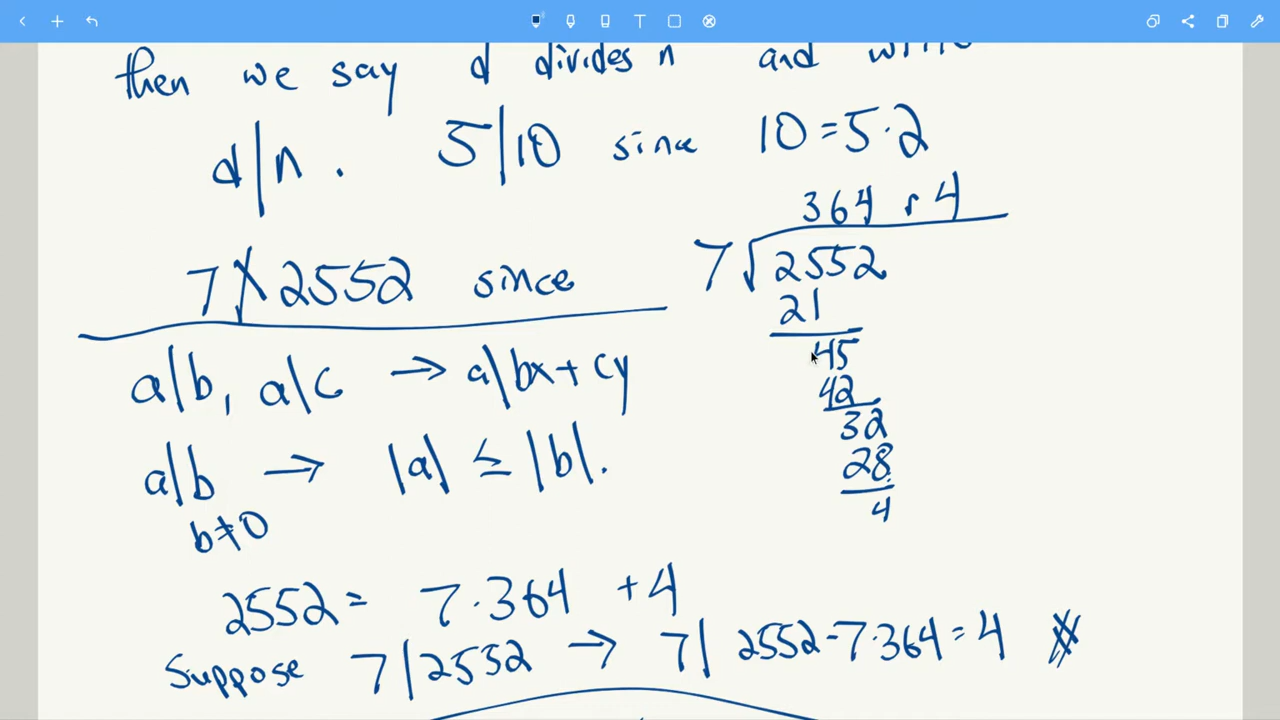 then we say d divides n and write
d|n. 5|10 since 10=5·2
364 r 4
7∤2552 since 7√2552
21
45
42
32
28
4
a|b, a|c → a|bx+cy
a|b → |a| ≤ |b|.
b≠0
2552 = 7·364 +4
Suppose 7|2552 → 7| 2552-7·364=4 ※